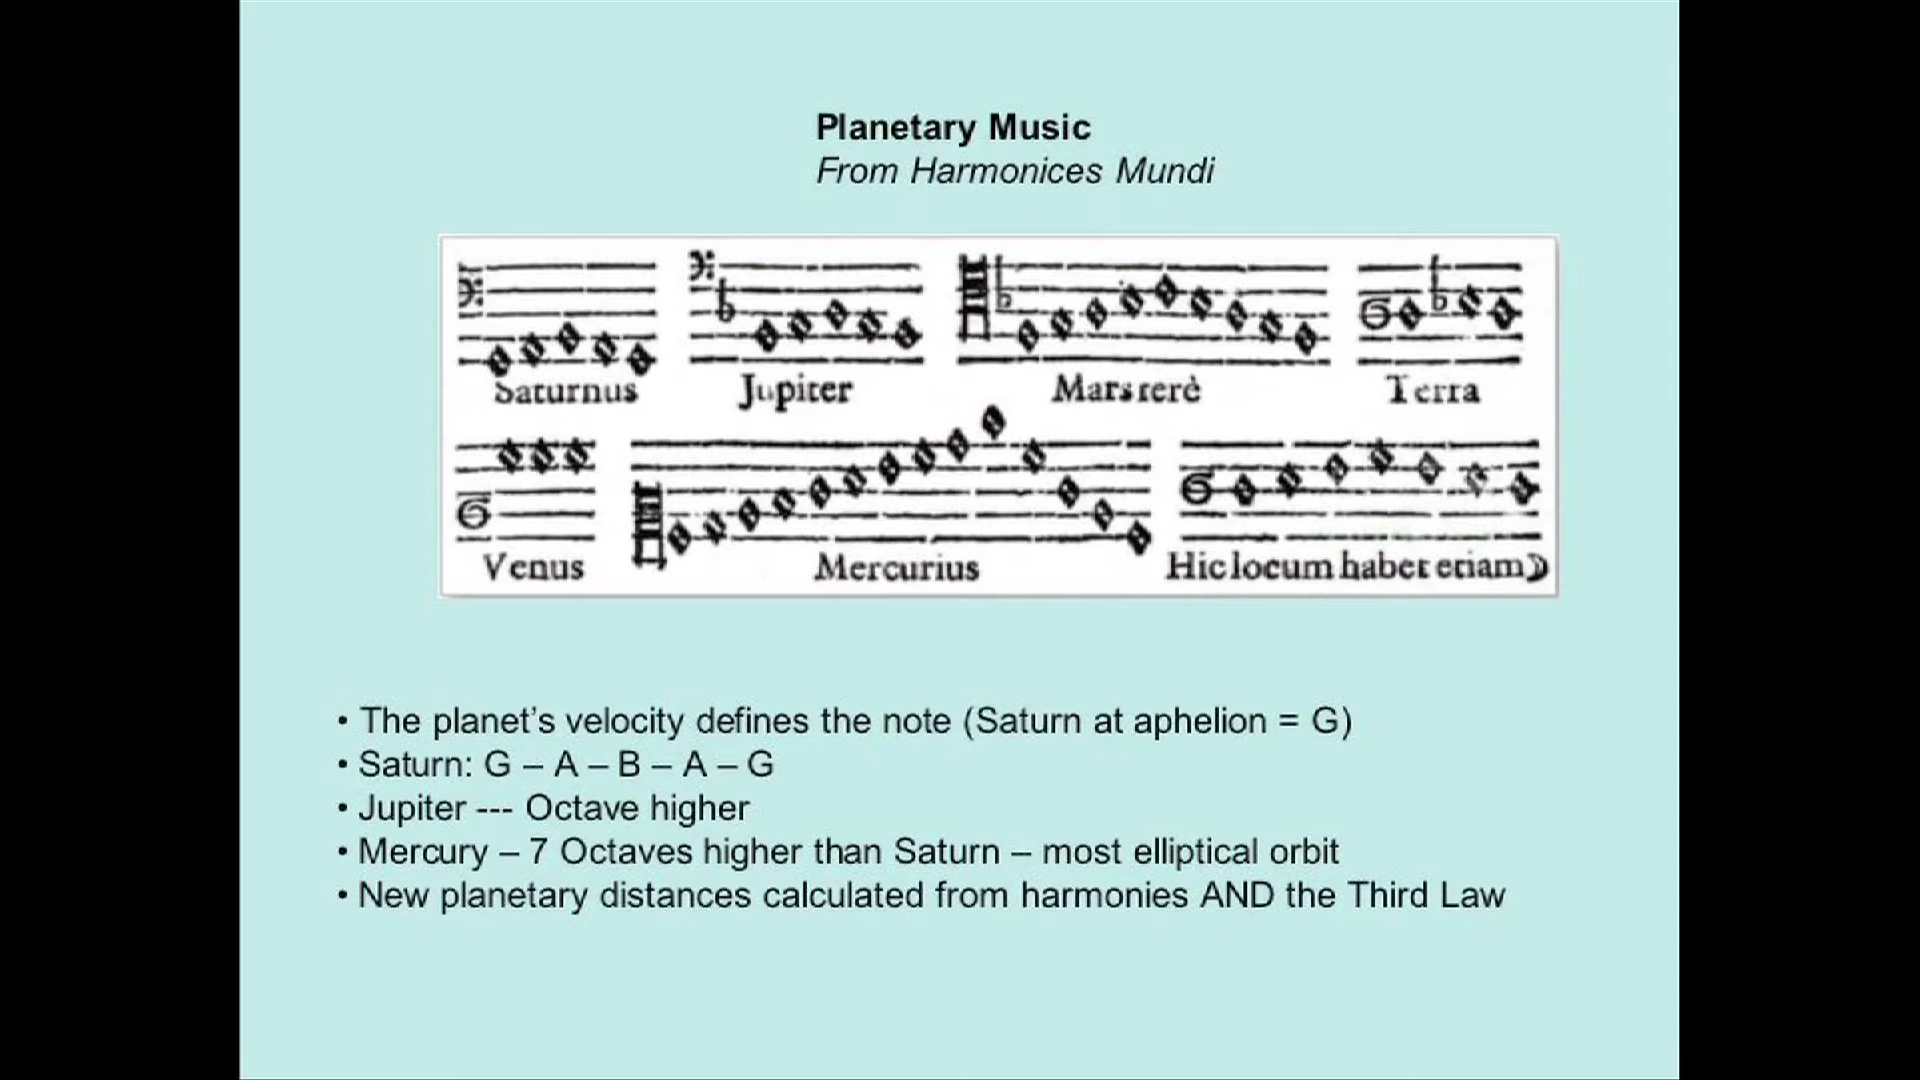 Planetary Music
From Harmonices Mundi
Saturnus
Jupiter
Mars ferè
Terra
Venus
Mercurius
Hic locum habet etiam ☽
• The planet’s velocity defines the note (Saturn at aphelion = G)
• Saturn: G – A – B – A – G
• Jupiter --- Octave higher
• Mercury – 7 Octaves higher than Saturn – most elliptical orbit
• New planetary distances calculated from harmonies AND the Third Law